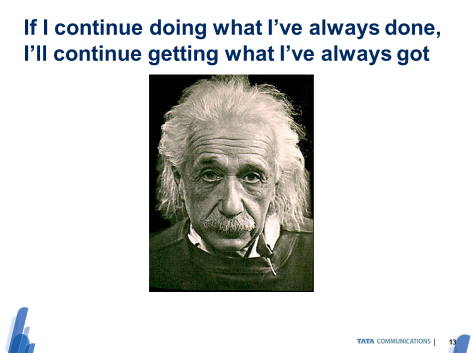 If I continue doing what I’ve always done,
I’ll continue getting what I’ve always got
TATA COMMUNICATIONS | 13